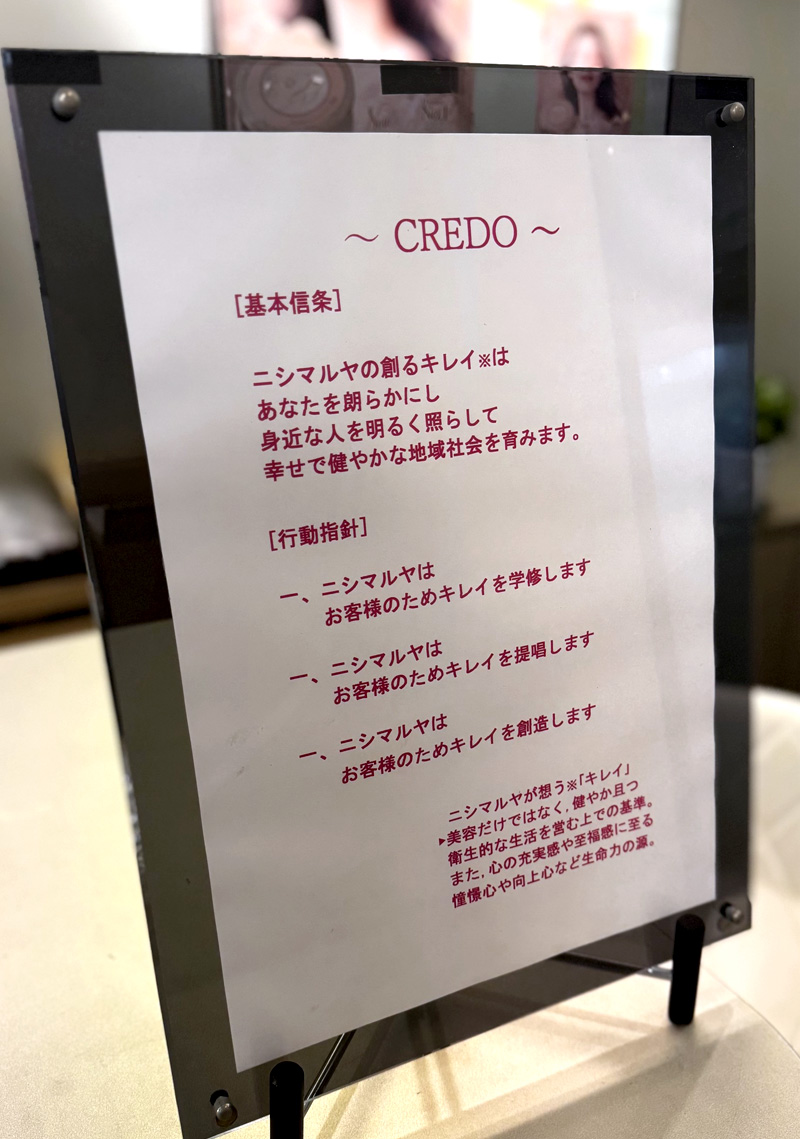 ～ CREDO ～
［基本信条］
ニシマルヤの創るキレイ※は
あなたを朗らかにし
身近な人を明るく照らして
幸せで健やかな地域社会を育みます。
［行動指針］
一、ニシマルヤは
お客様のためキレイを学修します
一、ニシマルヤは
お客様のためキレイを提唱します
一、ニシマルヤは
お客様のためキレイを創造します
ニシマルヤが想う※「キレイ」
▶美容だけではなく，健やか且つ
衛生的な生活を営む上での基準。
また，心の充実感や至福感に至る
憧憬心や向上心など生命力の源。